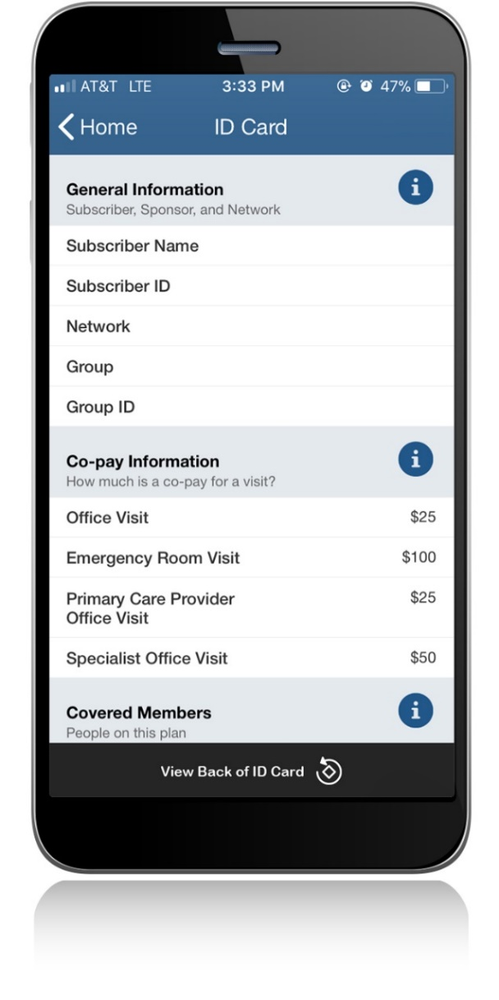 AT&T LTE 3:33 PM 47%
Home ID Card
General Information
Subscriber, Sponsor, and Network
Subscriber Name
Subscriber ID
Network
Group
Group ID
Co-pay Information
How much is a co-pay for a visit?
Office Visit $25
Emergency Room Visit $100
Primary Care Provider $25
Office Visit
Specialist Office Visit $50
Covered Members
People on this plan
View Back of ID Card